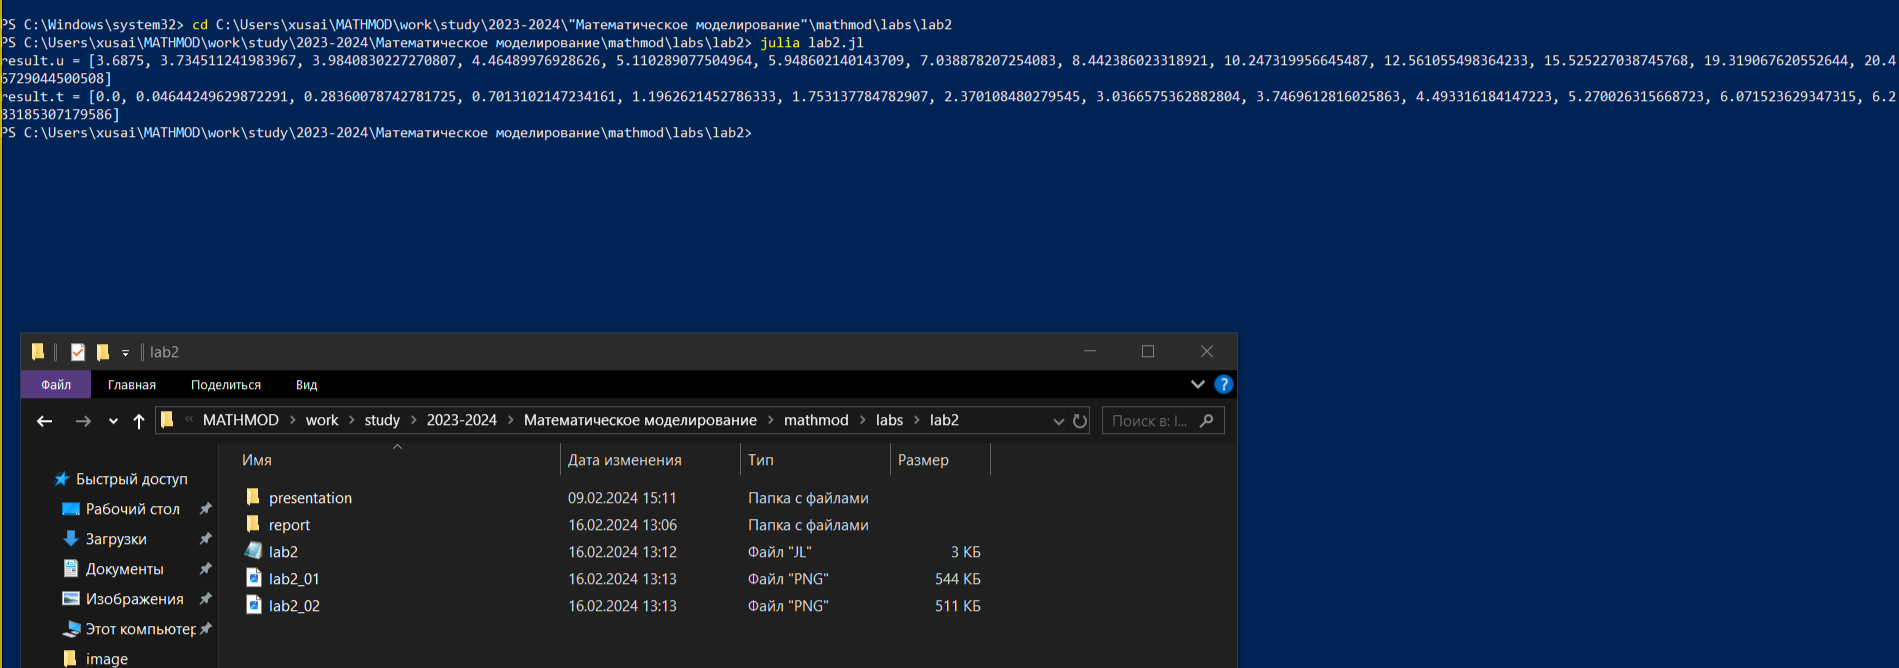 PS C:\Windows\system32> cd C:\Users\xusai\MATHMOD\work\study\2023-2024\"Математическое моделирование"\mathmod\labs\lab2
PS C:\Users\xusai\MATHMOD\work\study\2023-2024\Математическое моделирование\mathmod\labs\lab2> julia lab2.jl
result.u = [3.6875, 3.734511241983967, 3.9840830227270807, 4.46489976928626, 5.110289077504964, 5.948602140143709, 7.038878207254083, 8.442386023318921, 10.247319956645487, 12.561055498364233, 15.525227038745768, 19.319067620552644, 20.4
6729044500508]
result.t = [0.0, 0.04644249629872291, 0.28360078742781725, 0.7013102147234161, 1.1962621452786333, 1.753137784782907, 2.370108480279545, 3.0366575362882804, 3.7469612816025863, 4.493316184147223, 5.270026315668723, 6.071523629347315, 6.2
83185307179586]
PS C:\Users\xusai\MATHMOD\work\study\2023-2024\Математическое моделирование\mathmod\labs\lab2>
lab2
Файл Главная Поделиться Вид
« MATHMOD > work > study > 2023-2024 > Математическое моделирование > mathmod > labs > lab2
Поиск в: l...
Имя Дата изменения Тип Размер
Быстрый доступ
Рабочий стол
Загрузки
Документы
Изображения
Этот компьютер
image
presentation 09.02.2024 15:11 Папка с файлами
report 16.02.2024 13:06 Папка с файлами
lab2 16.02.2024 13:12 Файл "JL" 3 КБ
lab2_01 16.02.2024 13:13 Файл "PNG" 544 КБ
lab2_02 16.02.2024 13:13 Файл "PNG" 511 КБ